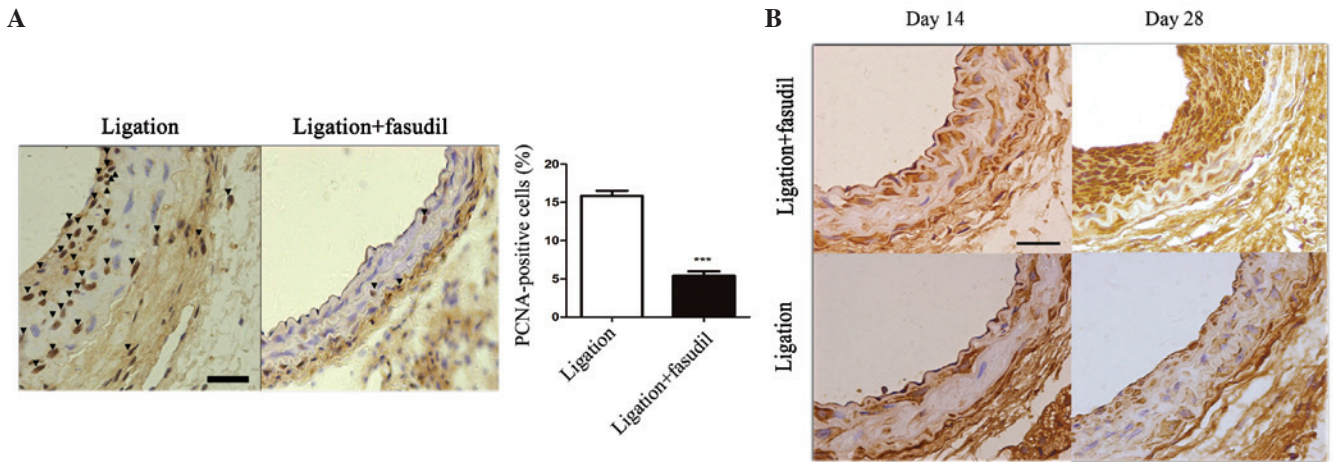 A
Ligation
Ligation+fasudil
PCNA-positive cells (%)
20
15
10
5
0
***
Ligation
Ligation+fasudil
B
Day 14
Day 28
Ligation+fasudil
Ligation